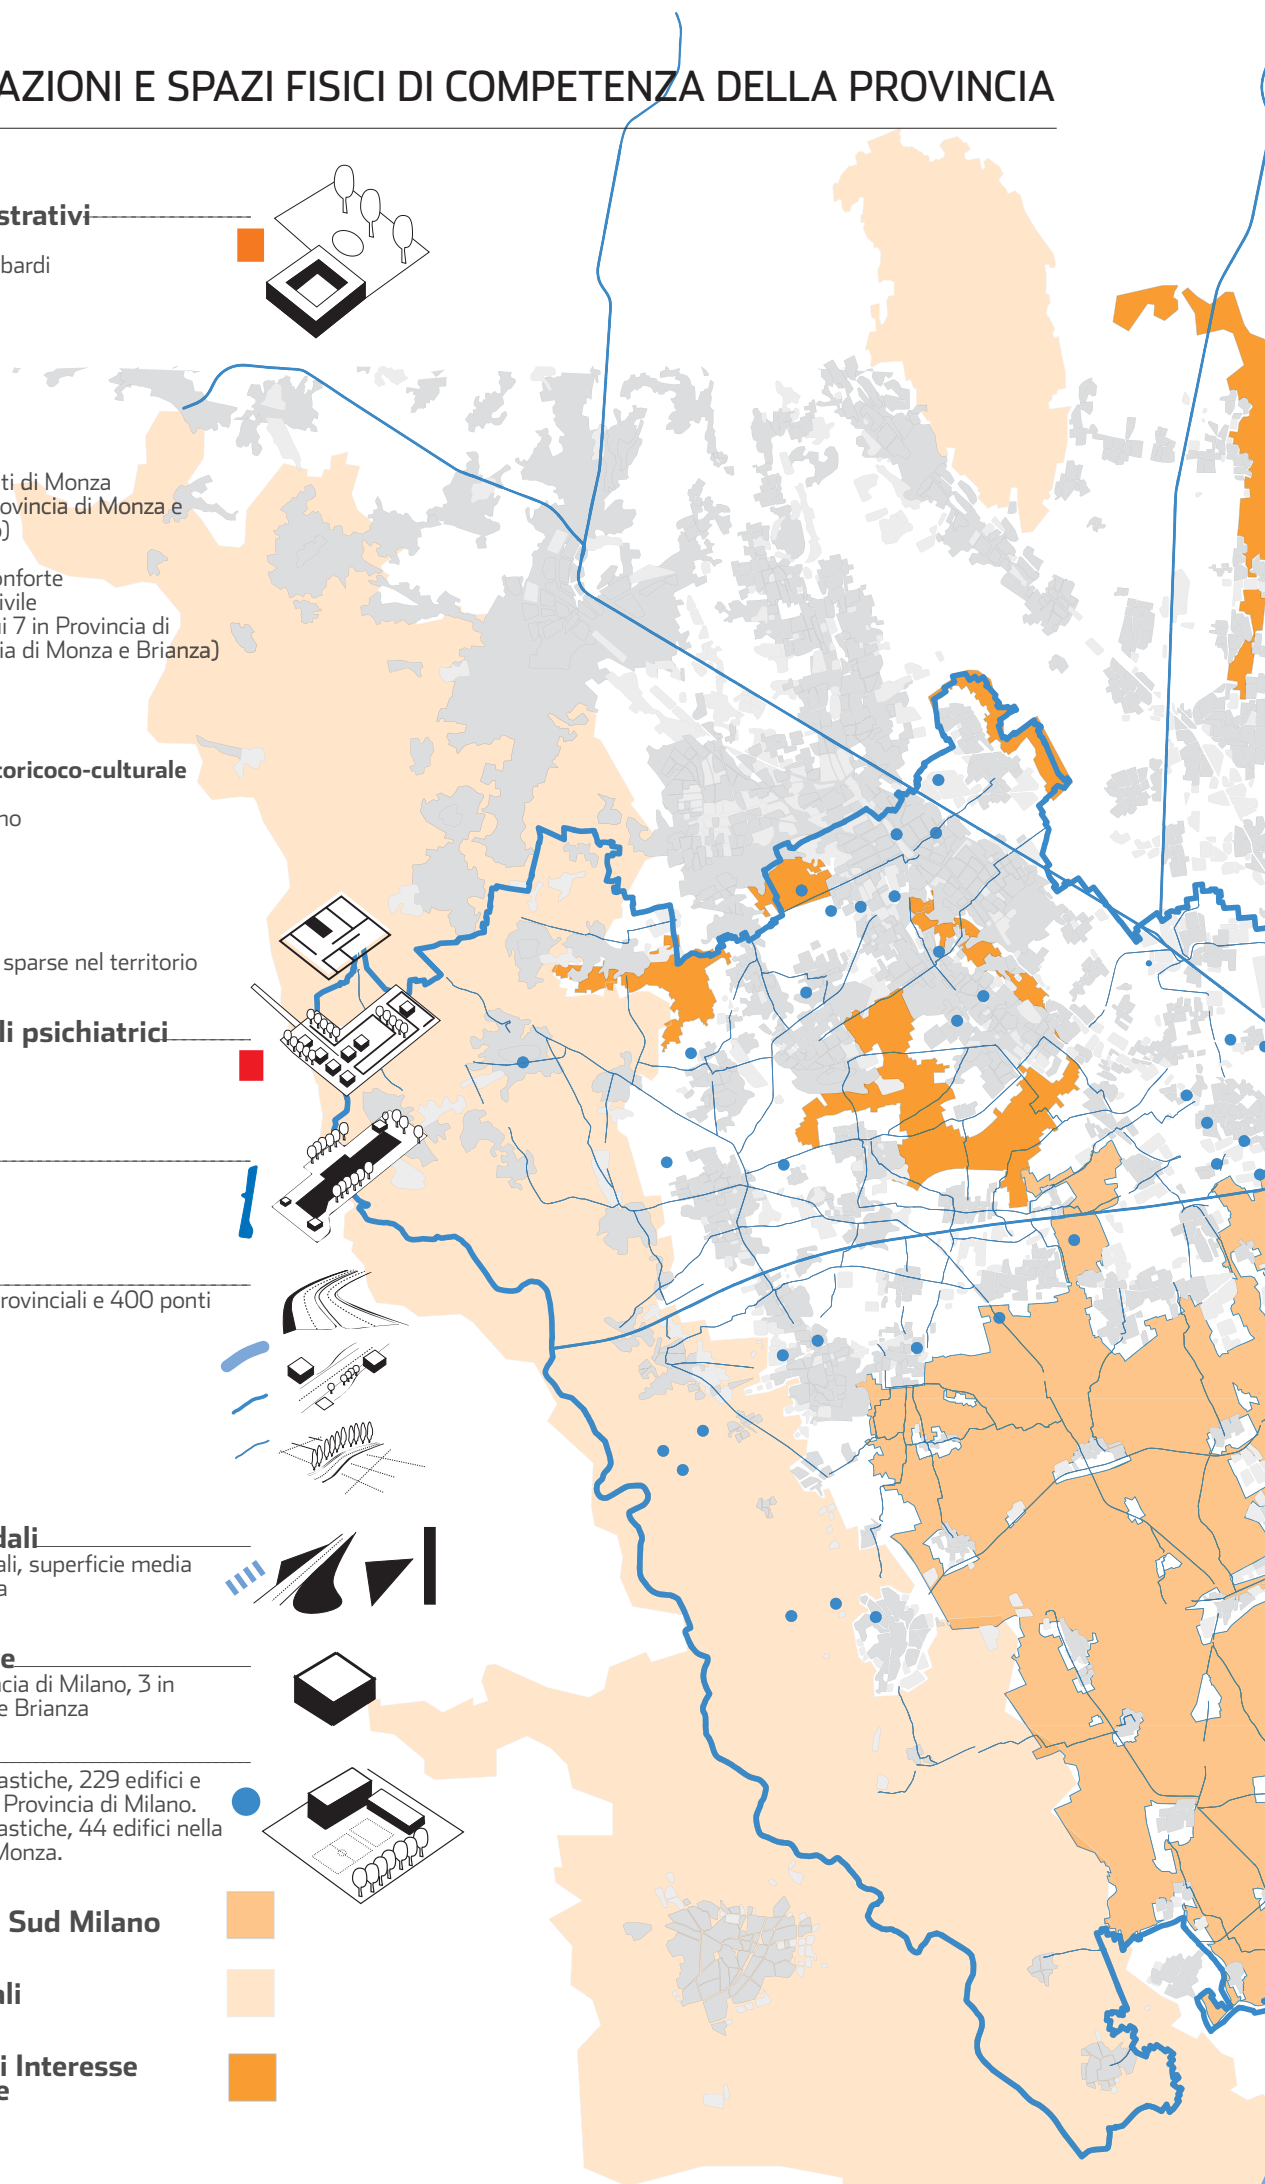 AZIONI E SPAZI FISICI DI COMPETENZA DELLA PROVINCIA
strativi
bardi
ti di Monza
ovincia di Monza e
o)
onforte
ivile
ui 7 in Provincia di
ia di Monza e Brianza)
toricoco-culturale
no
sparse nel territorio
li psichiatrici
rovinciali e 400 ponti
dali
ali, superficie media
a
e
ncia di Milano, 3 in
e Brianza
astiche, 229 edifici e
Provincia di Milano.
astiche, 44 edifici nella
Monza.
Sud Milano
ali
i Interesse
e